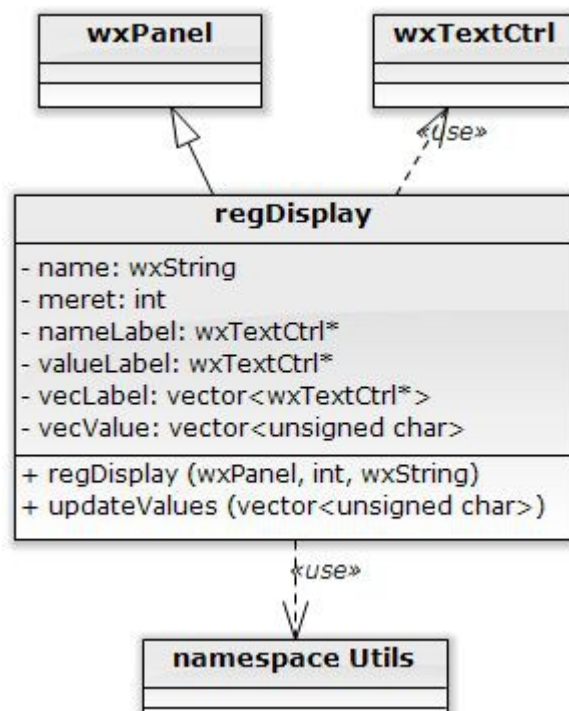 wxPanel
wxTextCtrl
«use»
regDisplay
- name: wxString
- meret: int
- nameLabel: wxTextCtrl*
- valueLabel: wxTextCtrl*
- vecLabel: vector<wxTextCtrl*>
- vecValue: vector<unsigned char>
+ regDisplay (wxPanel, int, wxString)
+ updateValues (vector<unsigned char>)
«use»
namespace Utils